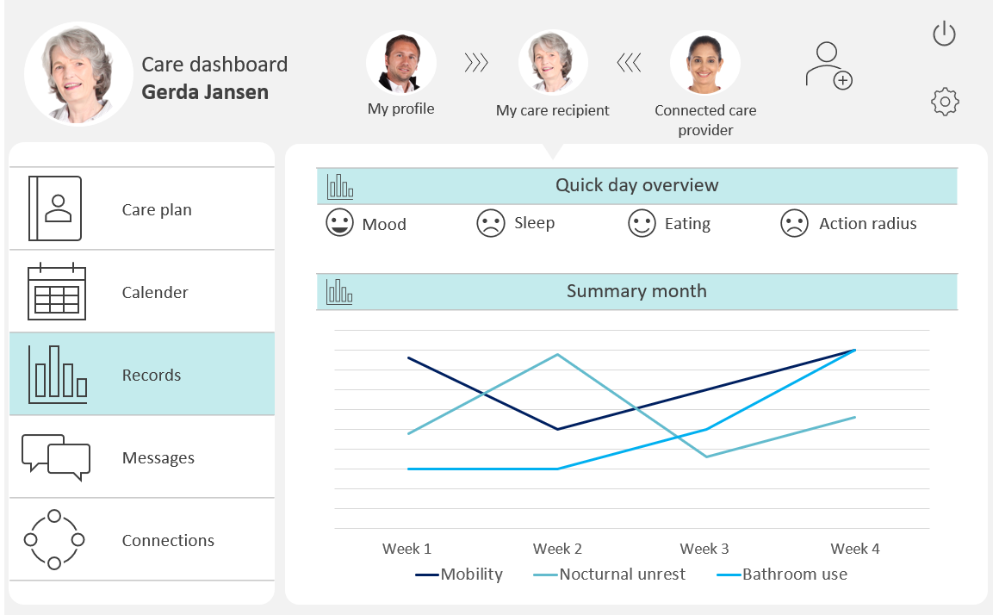 Care dashboard
Gerda Jansen
My profile
My care recipient
Connected care
provider
Care plan
Calender
Records
Messages
Connections
Quick day overview
Mood
Sleep
Eating
Action radius
Summary month
Week 1
Week 2
Week 3
Week 4
Mobility
Nocturnal unrest
Bathroom use